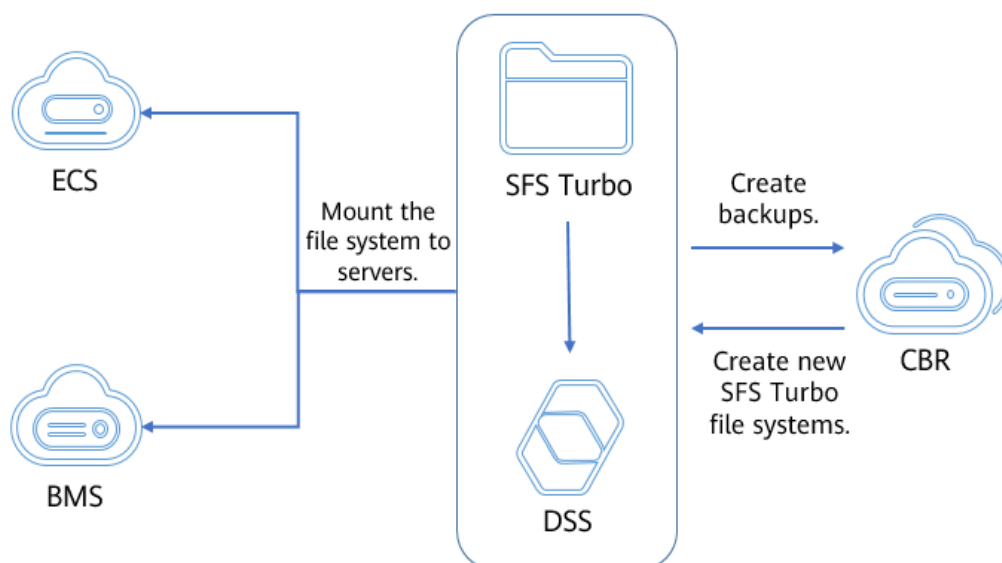 ECS
BMS
Mount the
file system to
servers.
SFS Turbo
DSS
Create
backups.
Create new
SFS Turbo
file systems.
CBR